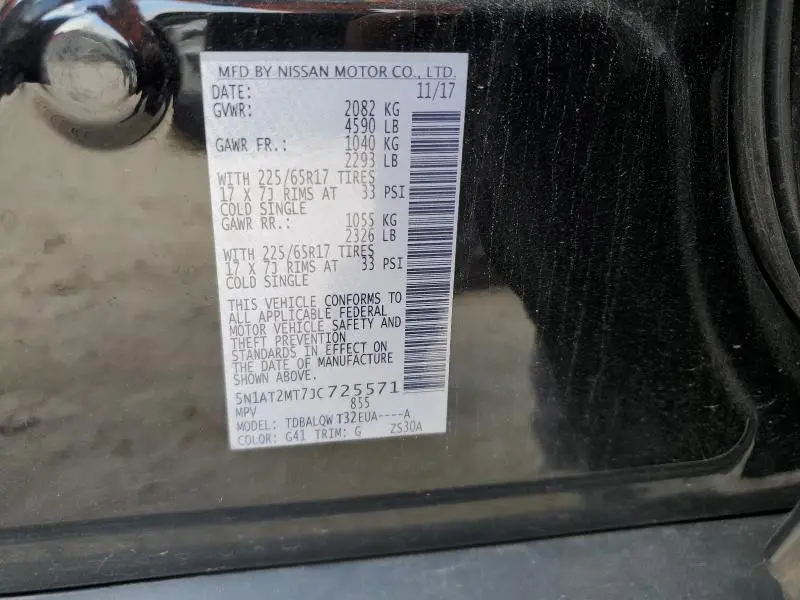 MFD BY NISSAN MOTOR CO., LTD.
DATE: 11/17
GVWR: 2082 KG
4590 LB
GAWR FR.: 1040 KG
2293 LB
WITH 225/65R17 TIRES
17 X 7J RIMS AT 33 PSI
COLD SINGLE
GAWR RR.: 1055 KG
2326 LB
WITH 225/65R17 TIRES
17 X 7J RIMS AT 33 PSI
COLD SINGLE
THIS VEHICLE CONFORMS TO
ALL APPLICABLE FEDERAL
MOTOR VEHICLE SAFETY AND
THEFT PREVENTION
STANDARDS IN EFFECT ON
THE DATE OF MANUFACTURE
SHOWN ABOVE.
5N1AT2MT7JC725571
MPV 855
MODEL: TDBALQW T32EUA----A
COLOR: G41 TRIM: G ZS30A